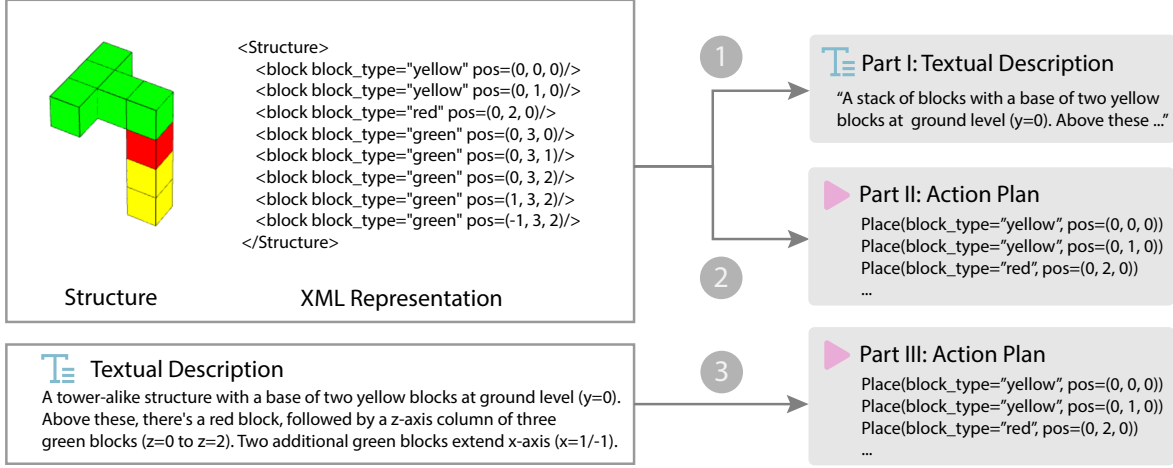 <Structure>
<block block_type="yellow" pos=(0, 0, 0)/>
<block block_type="yellow" pos=(0, 1, 0)/>
<block block_type="red" pos=(0, 2, 0)/>
<block block_type="green" pos=(0, 3, 0)/>
<block block_type="green" pos=(0, 3, 1)/>
<block block_type="green" pos=(0, 3, 2)/>
<block block_type="green" pos=(1, 3, 2)/>
<block block_type="green" pos=(-1, 3, 2)/>
</Structure>
Structure
XML Representation
1
Part I: Textual Description
“A stack of blocks with a base of two yellow
blocks at ground level (y=0). Above these ...”
2
Part II: Action Plan
Place(block_type=”yellow”, pos=(0, 0, 0))
Place(block_type=”yellow”, pos=(0, 1, 0))
Place(block_type=”red”, pos=(0, 2, 0))
...
Textual Description
A tower-alike structure with a base of two yellow blocks at ground level (y=0).
Above these, there's a red block, followed by a z-axis column of three
green blocks (z=0 to z=2). Two additional green blocks extend x-axis (x=1/-1).
3
Part III: Action Plan
Place(block_type=”yellow”, pos=(0, 0, 0))
Place(block_type=”yellow”, pos=(0, 1, 0))
Place(block_type=”red”, pos=(0, 2, 0))
...